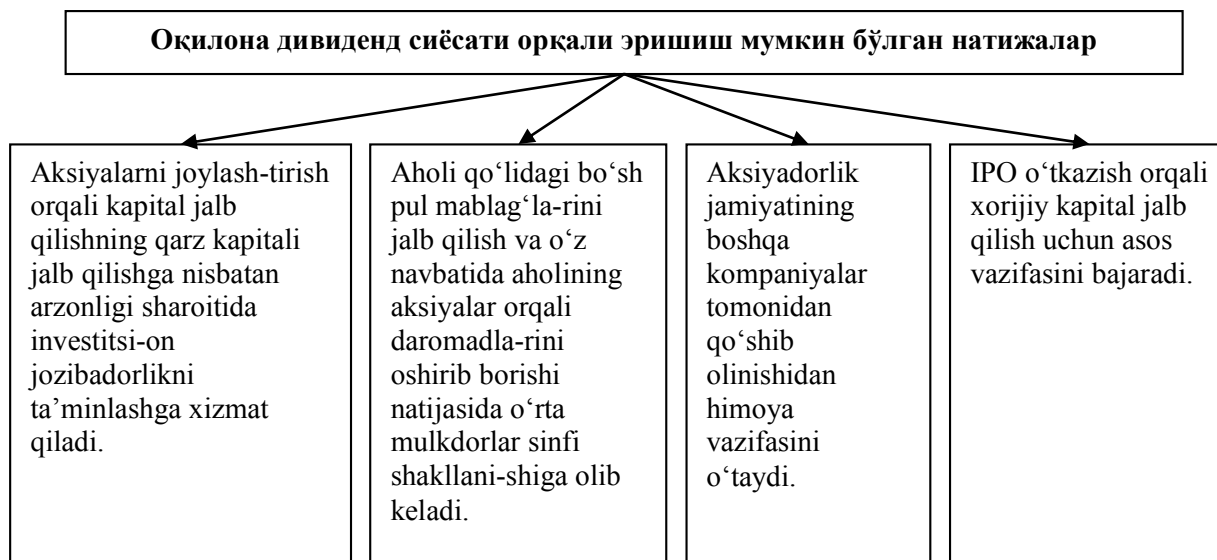 Оқилона дивиденд сиёсати орқали эришиш мумкин бўлган натижалар
Aksiyalarni joylash-tirish
orqali kapital jalb
qilishning qarz kapitali
jalb qilishga nisbatan
arzonligi sharoitida
investitsi-on
jozibadorlikni
ta’minlashga xizmat
qiladi.
Aholi qo‘lidagi bo‘sh
pul mablag‘la-rini
jalb qilish va o‘z
navbatida aholining
aksiyalar orqali
daromadla-rini
oshirib borishi
natijasida o‘rta
mulkdorlar sinfi
shakllani-shiga olib
keladi.
Aksiyadorlik
jamiyatining
boshqa
kompaniyalar
tomonidan
qo‘shib
olinishidan
himoya
vazifasini
o‘taydi.
IPO o‘tkazish orqali
xorijiy kapital jalb
qilish uchun asos
vazifasini bajaradi.